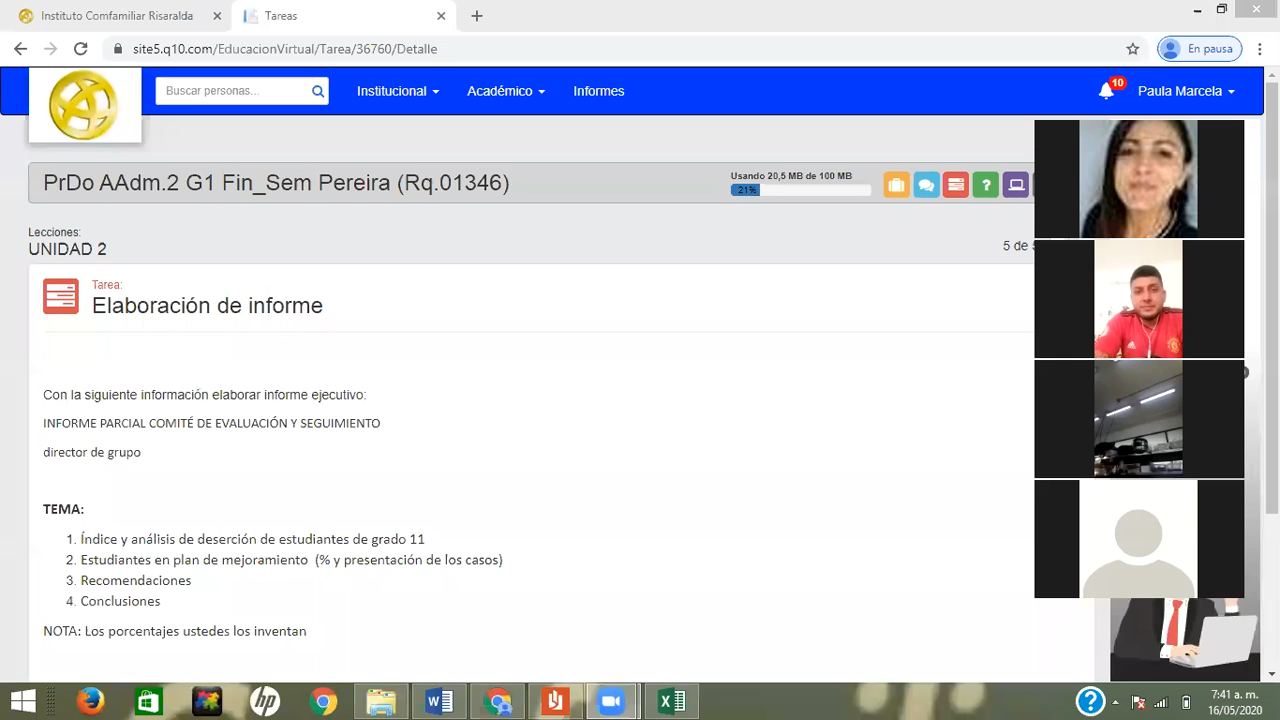 Instituto Comfamiliar Risaralda
Tareas
site5.q10.com/EducacionVirtual/Tarea/36760/Detalle
En pausa
Buscar personas...
Institucional
Académico
Informes
10
Paula Marcela
PrDo AAdm.2 G1 Fin_Sem Pereira (Rq.01346)
Usando 20,5 MB de 100 MB
21%
Lecciones:
UNIDAD 2
5 de
Tarea:
Elaboración de informe
Con la siguiente información elaborar informe ejecutivo:
INFORME PARCIAL COMITÉ DE EVALUACIÓN Y SEGUIMIENTO
director de grupo
TEMA:
1. Índice y análisis de deserción de estudiantes de grado 11
2. Estudiantes en plan de mejoramiento (% y presentación de los casos)
3. Recomendaciones
4. Conclusiones
NOTA: Los porcentajes ustedes los inventan
7:41 a. m.
16/05/2020